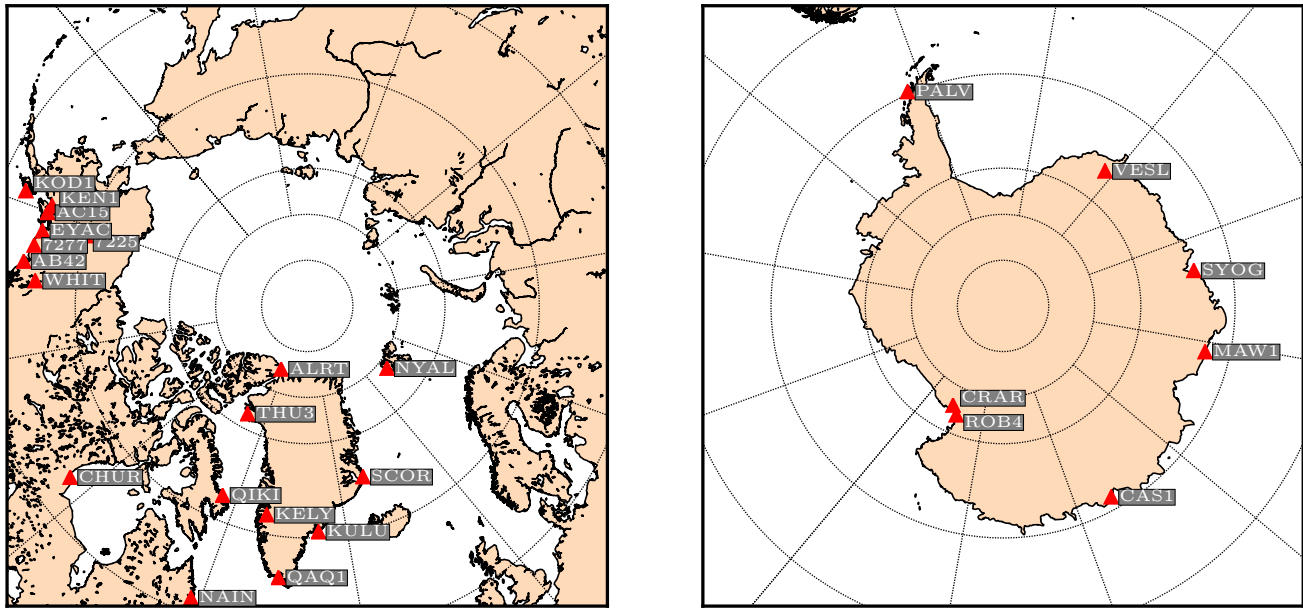 KOD1
KEN1
AC15
EYAC
7277
7225
AB42
WHIT
ALRT
NYAL
THU3
CHUR
QIKI
SCOR
KELY
KULU
QAQ1
NAIN
PALV
VESL
SYOG
MAW1
CRAR
ROB4
CAS1